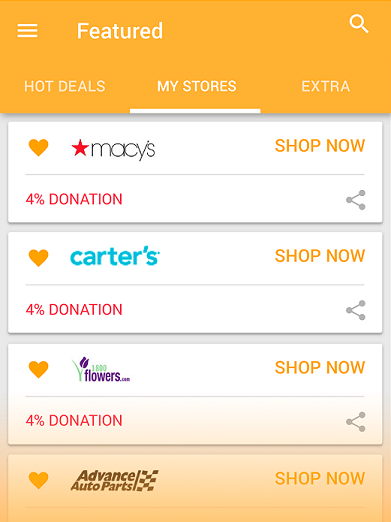 Featured
HOT DEALS MY STORES EXTRA
macy's SHOP NOW
4% DONATION
carter's SHOP NOW
4% DONATION
1 800
flowers.com SHOP NOW
4% DONATION
Advance
Auto Parts SHOP NOW